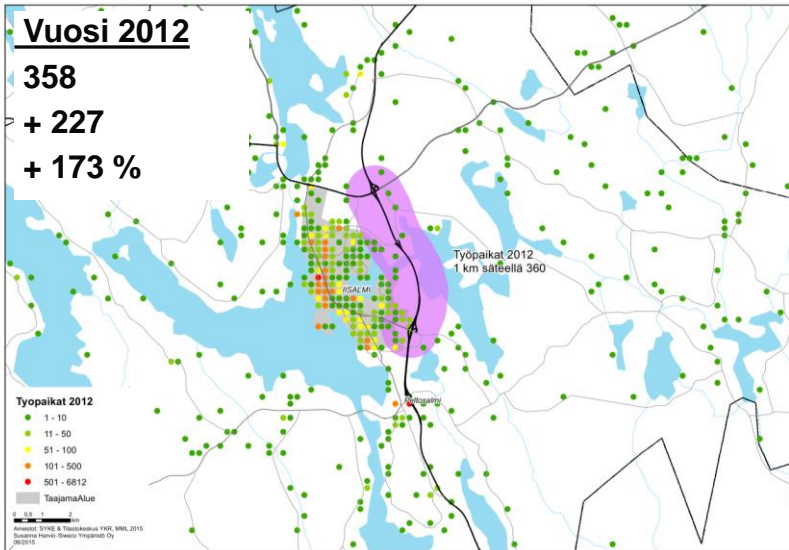 Vuosi 2012
358
+ 227
+ 173 %
Työpaikat 2012
1 km säteellä 360
IISALMI
Peltosalmi
Työpaikat 2012
1 - 10
11 - 50
51 - 100
101 - 500
501 - 6812
TaajamaAlue
0 0,5 1 2
km
Aineistot: SYKE & Tilastokeskus YKR, MML 2015
Susanna Harvio /Sweco Ympäristö Oy
09/2015